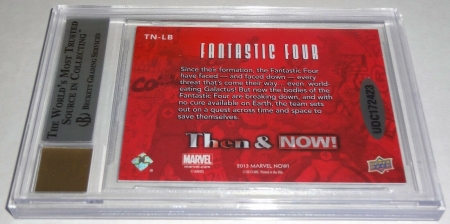 TN-LB
FANTASTIC FOUR
Since their formation, the Fantastic Four
have faced — and faced down — every
threat that's come their way... even world-
eating Galactus! But now the bodies of the
Fantastic Four are breaking down, and with
no cure available on Earth, the team sets
out on a quest across time and space to
save themselves.
Then & NOW!
MARVEL
2013 MARVEL NOW!
UPPER DECK
UDC172423
THE WORLD'S MOST TRUSTED
SOURCE IN COLLECTING™
BECKETT GRADING SERVICES